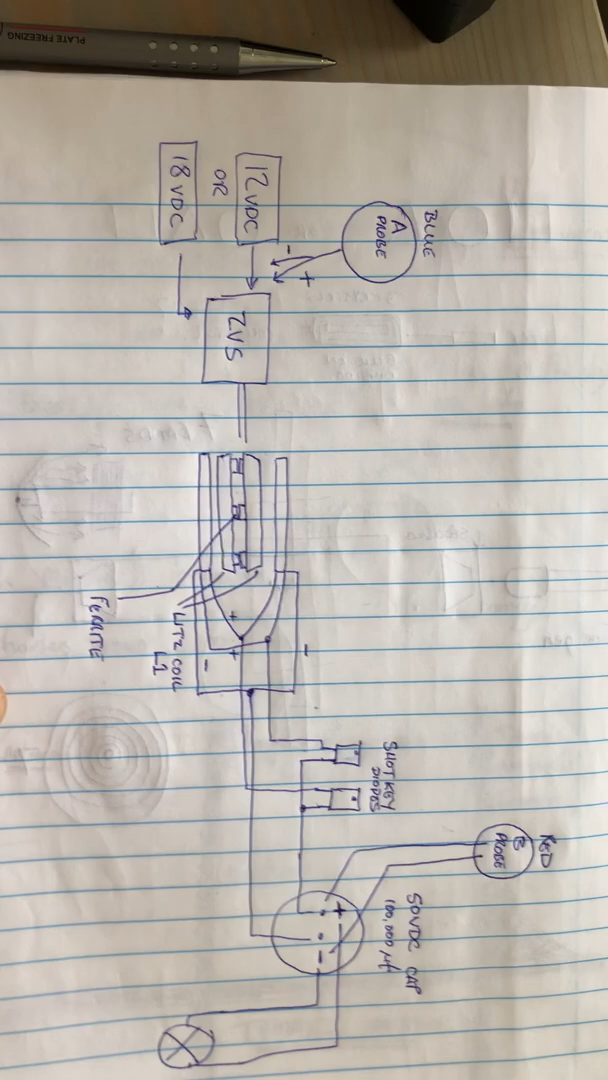 PLATE FREEZING
BLUE
A
PROBE
-
+
12 VDC
OR
18 VDC
ZVS
FERRITE
LITZ COIL
L1
+
+
-
-
SHOTKEY
DIODES
RED
B
PROBE
50VDC CAP
100,000 µf
+
-